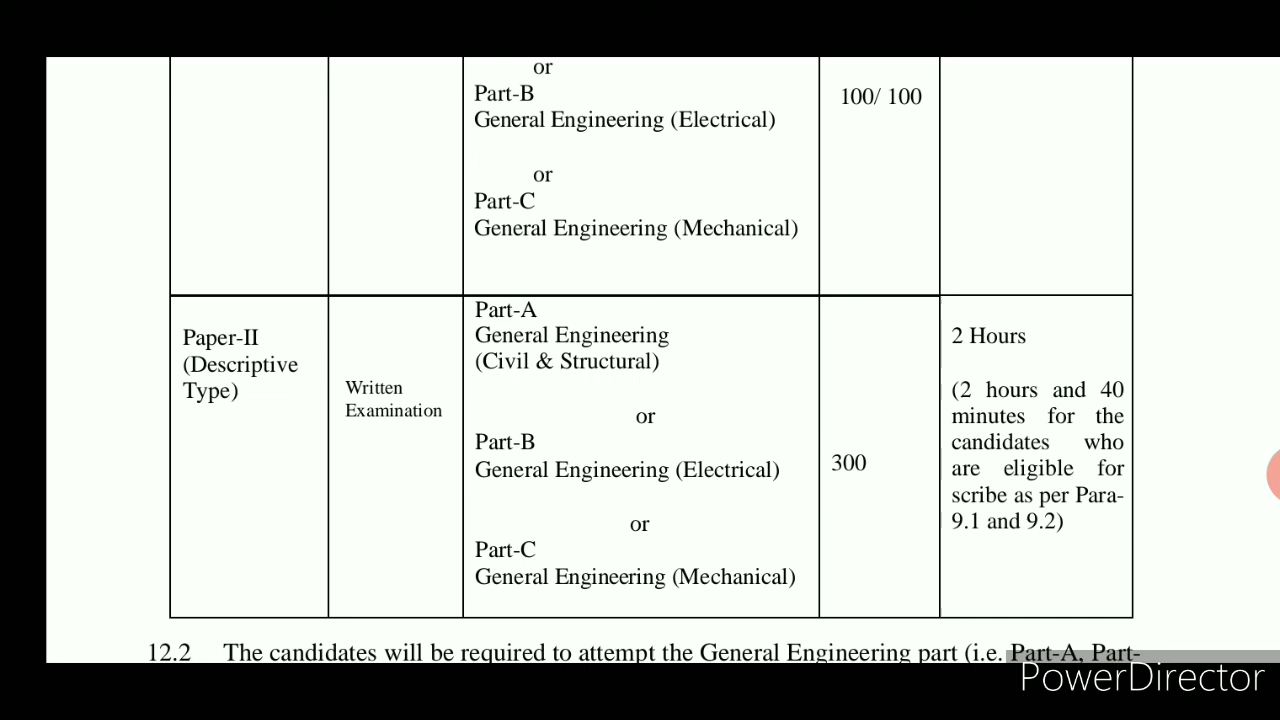 or
Part-B
General Engineering (Electrical)
100/ 100
or
Part-C
General Engineering (Mechanical)
Paper-II
(Descriptive
Type)
Written
Examination
Part-A
General Engineering
(Civil & Structural)
or
Part-B
General Engineering (Electrical)
or
Part-C
General Engineering (Mechanical)
300
2 Hours
(2 hours and 40
minutes for the
candidates who
are eligible for
scribe as per Para-
9.1 and 9.2)
12.2 The candidates will be required to attempt the General Engineering part (i.e. Part-A, Part-
PowerDirector